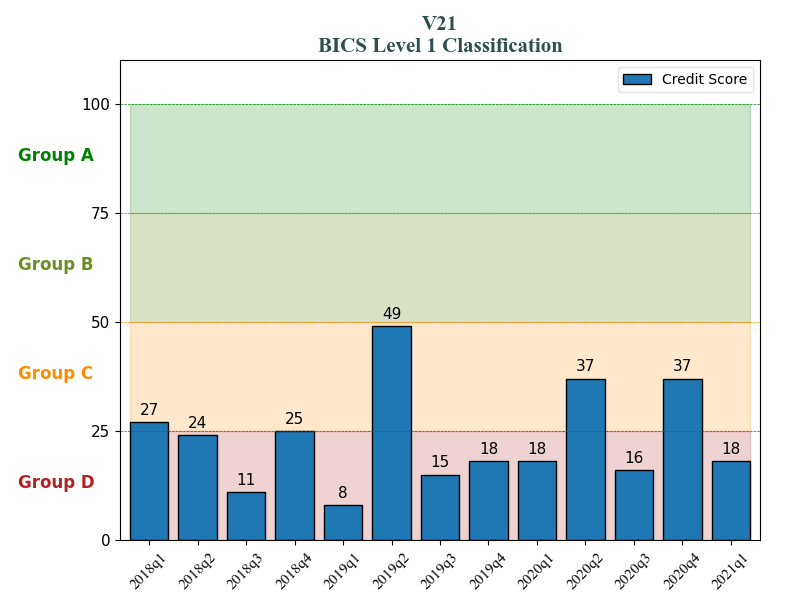 V21
BICS Level 1 Classification
Credit Score
100
Group A
75
Group B
50
49
Group C
37
37
27
24
25
25
11
8
15
18
18
16
18
Group D
0
2018q1
2018q2
2018q3
2018q4
2019q1
2019q2
2019q3
2019q4
2020q1
2020q2
2020q3
2020q4
2021q1